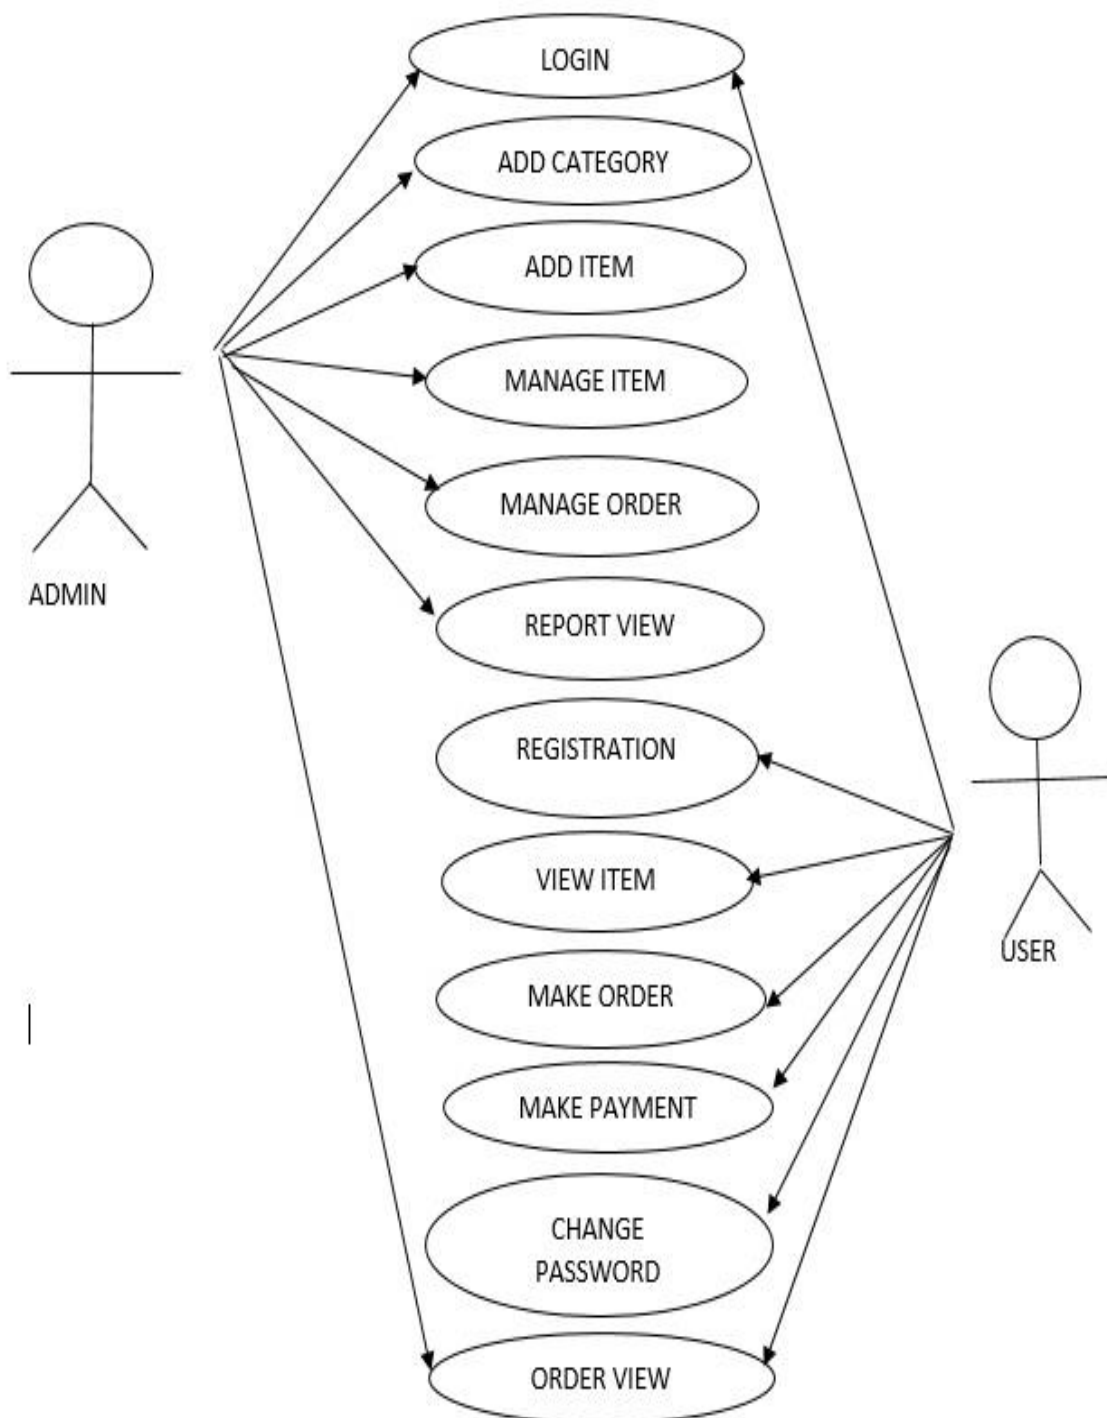 LOGIN
ADD CATEGORY
ADD ITEM
MANAGE ITEM
MANAGE ORDER
ADMIN
REPORT VIEW
REGISTRATION
VIEW ITEM
USER
MAKE ORDER
MAKE PAYMENT
CHANGE
PASSWORD
ORDER VIEW